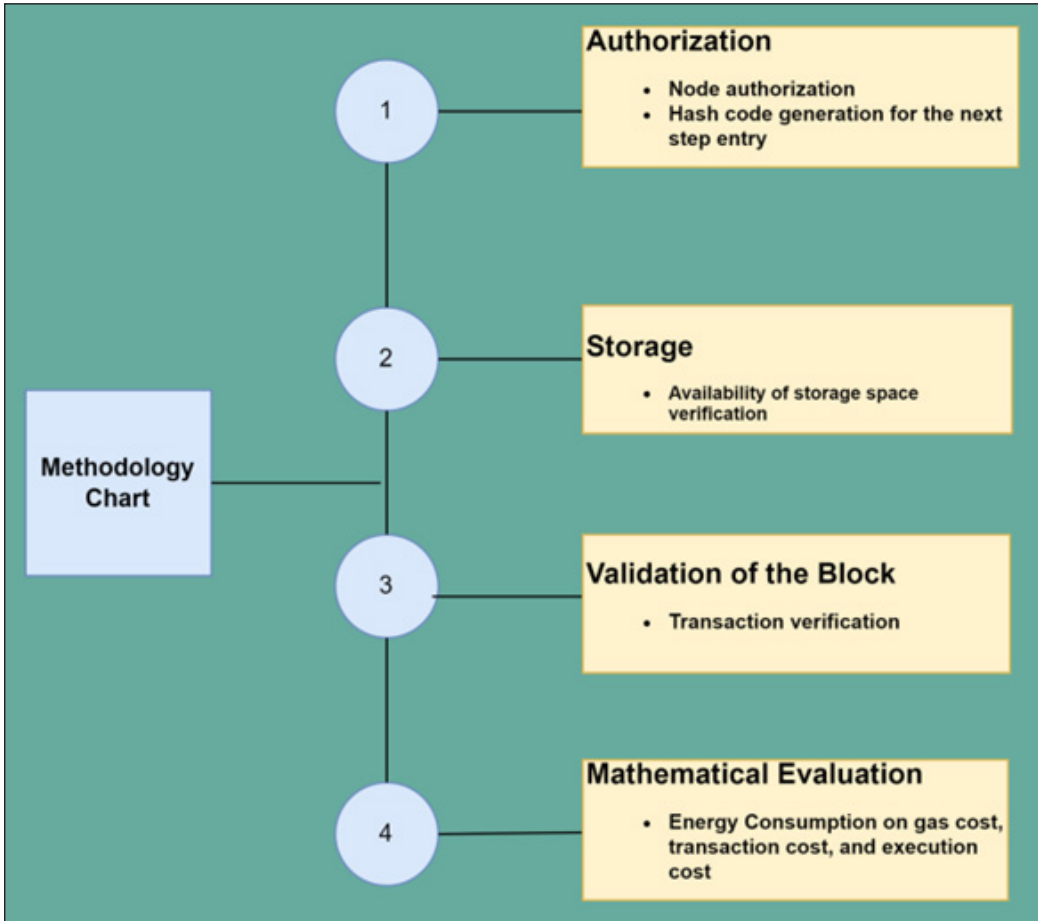 Methodology
Chart
1
Authorization
• Node authorization
• Hash code generation for the next
step entry
2
Storage
• Availability of storage space
verification
3
Validation of the Block
• Transaction verification
4
Mathematical Evaluation
• Energy Consumption on gas cost,
transaction cost, and execution
cost